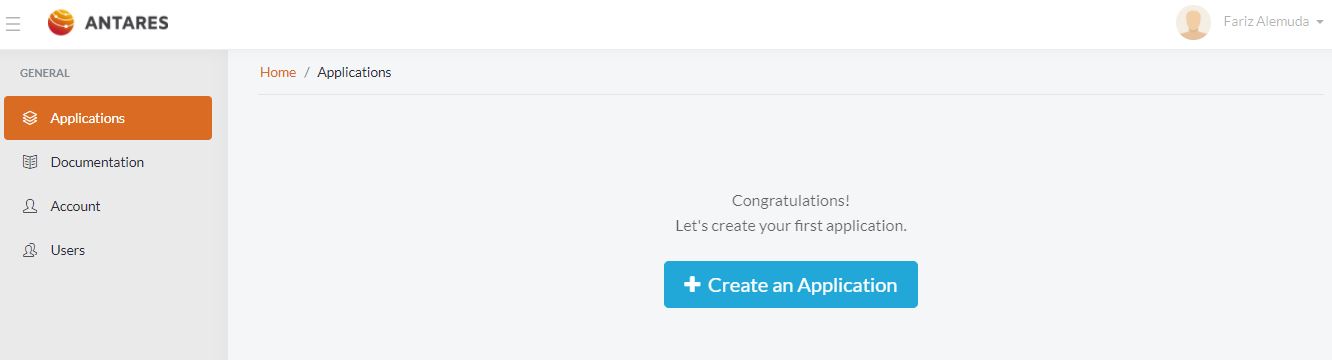 ANTARES
Fariz Alemuda
GENERAL
Home / Applications
Applications
Documentation
Account
Users
Congratulations!
Let's create your first application.
Create an Application